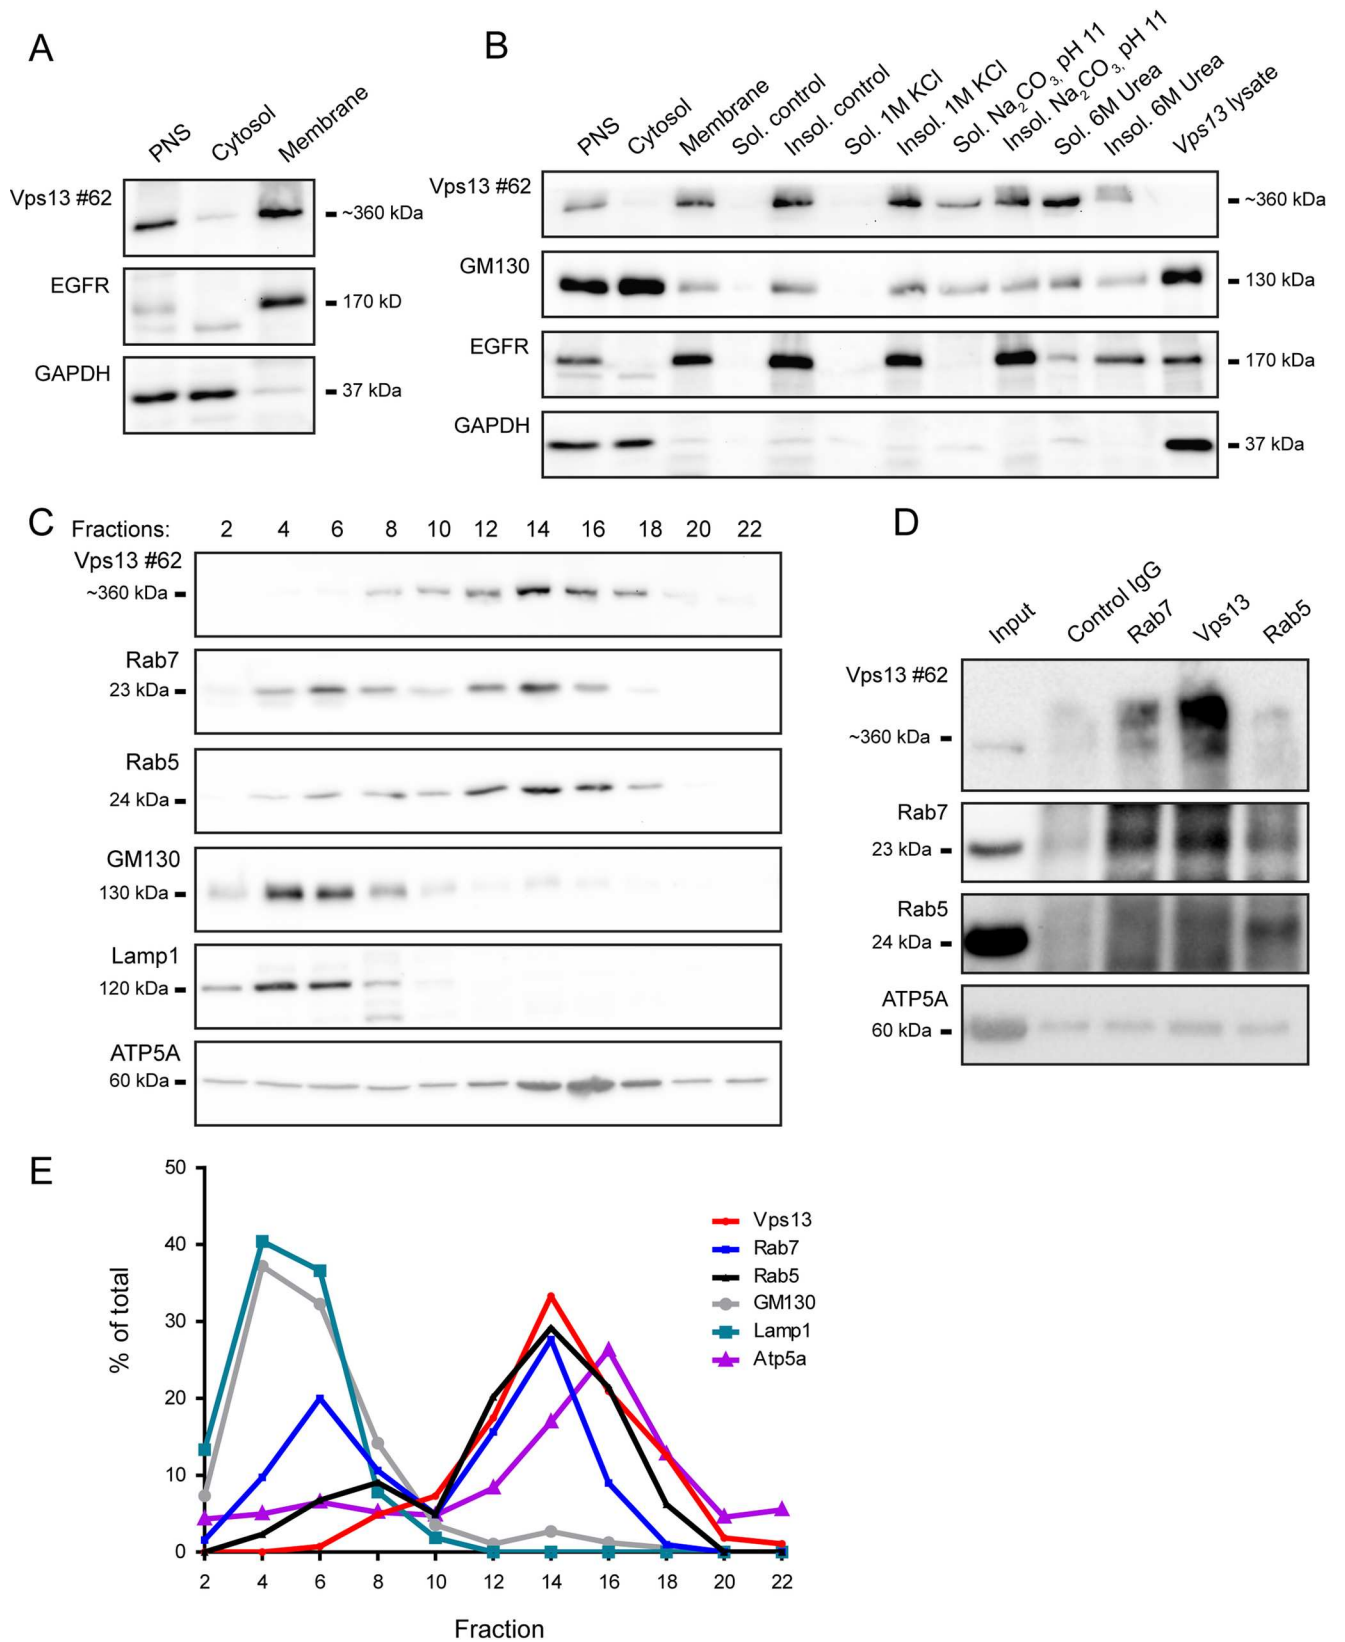 A
PNS
Cytosol
Membrane
Vps13 #62
~360 kDa
EGFR
170 kD
GAPDH
37 kDa
B
PNS
Cytosol
Membrane
Sol. control
Insol. control
Sol. 1M KCl
Insol. 1M KCl
Sol. Na2CO3, pH 11
Insol. Na2CO3, pH 11
Sol. 6M Urea
Insol. 6M Urea
Vps13 lysate
Vps13 #62
~360 kDa
GM130
130 kDa
EGFR
170 kDa
GAPDH
37 kDa
C
Fractions: 2 4 6 8 10 12 14 16 18 20 22
Vps13 #62
~360 kDa
Rab7
23 kDa
Rab5
24 kDa
GM130
130 kDa
Lamp1
120 kDa
ATP5A
60 kDa
D
Input
Control IgG
Rab7
Vps13
Rab5
Vps13 #62
~360 kDa
Rab7
23 kDa
Rab5
24 kDa
ATP5A
60 kDa
E
% of total
50
40
30
20
10
0
2 4 6 8 10 12 14 16 18 20 22
Fraction
Vps13
Rab7
Rab5
GM130
Lamp1
Atp5a